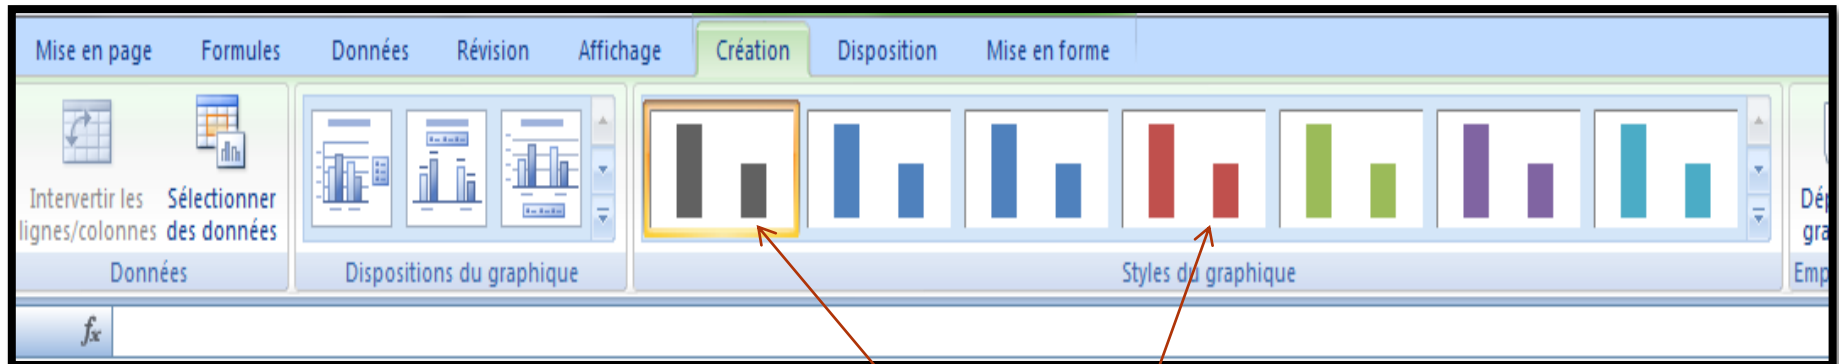 Mise en page Formules Données Révision Affichage Création Disposition Mise en forme
Intervertir les
lignes/colonnes
Sélectionner
des données
Données
Dispositions du graphique
Styles du graphique
fx